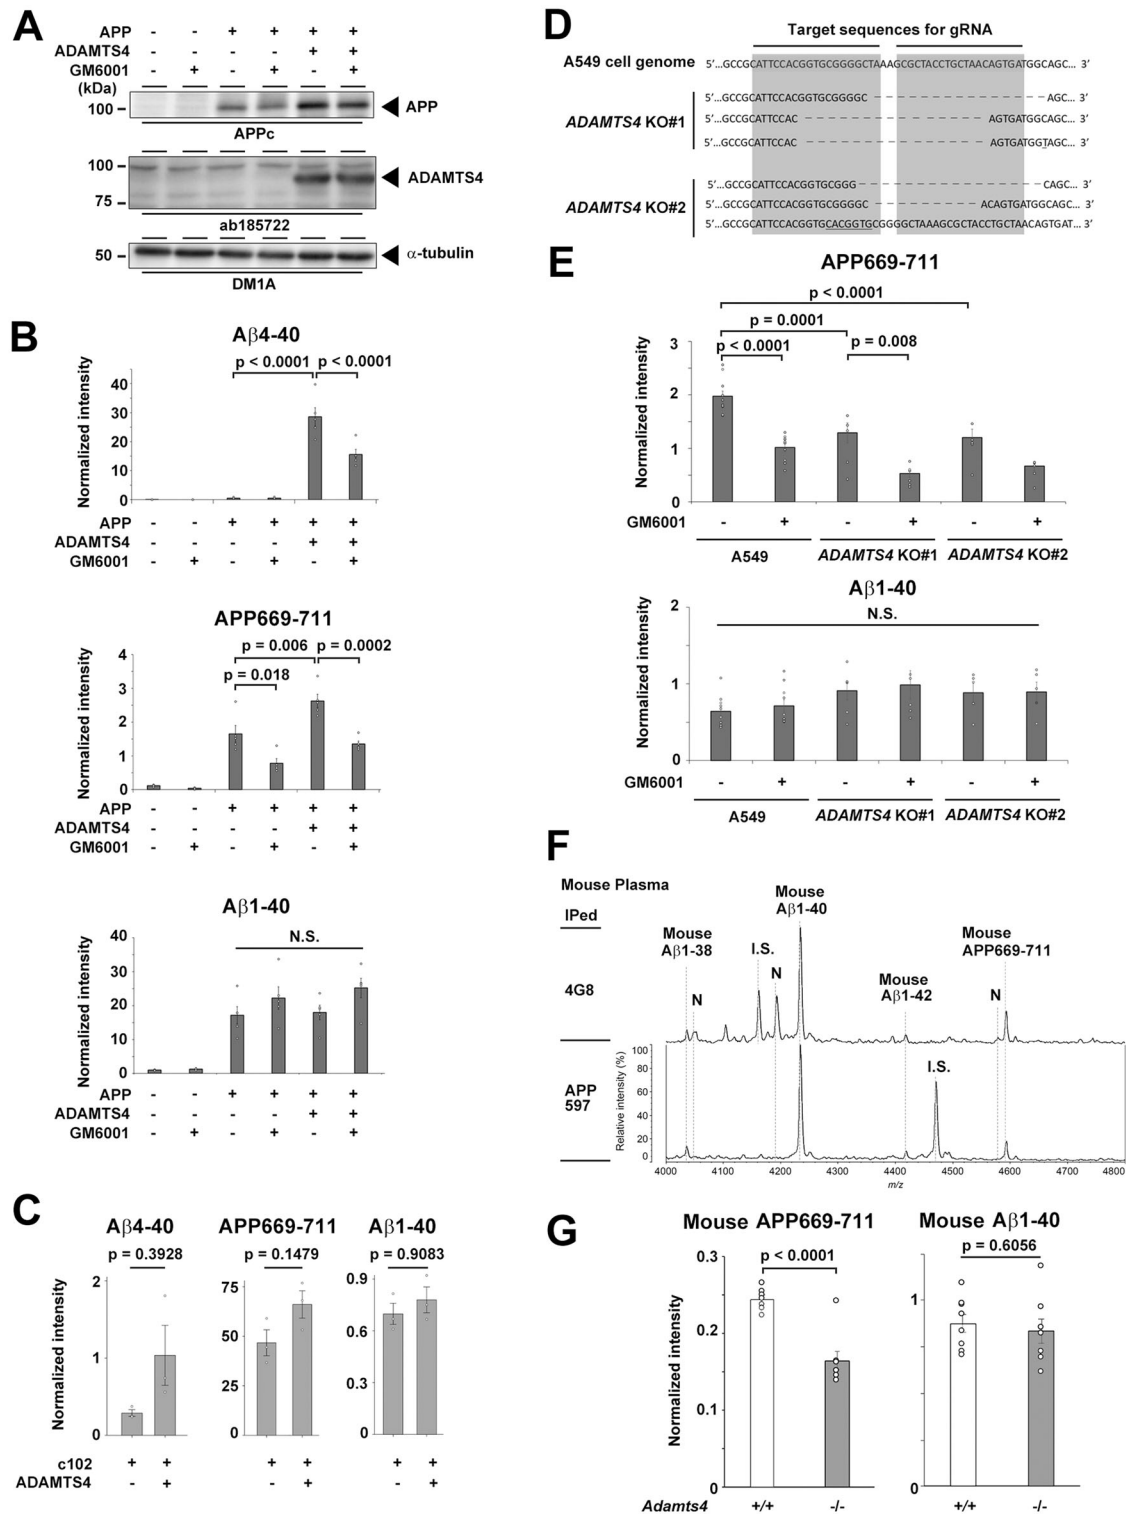 A
APP - - + + + +
ADAMTS4 - - - - + +
GM6001 - + - + - +
(kDa)
100
APP
APPc
100
75
ADAMTS4
ab185722
50
α-tubulin
DM1A
B
Aβ4-40
p < 0.0001 p < 0.0001
Normalized intensity
40
30
20
10
0
APP - - + + + +
ADAMTS4 - - - - + +
GM6001 - + - + - +
APP669-711
p = 0.006 p = 0.0002
p = 0.018
Normalized intensity
4
3
2
1
0
APP - - + + + +
ADAMTS4 - - - - + +
GM6001 - + - + - +
Aβ1-40
N.S.
Normalized intensity
40
30
20
10
0
APP - - + + + +
ADAMTS4 - - - - + +
GM6001 - + - + - +
C
Aβ4-40 APP669-711 Aβ1-40
p = 0.3928 p = 0.1479 p = 0.9083
Normalized intensity
2
1
0
75
50
25
0
0.9
0.6
0.3
0
c102 + + + + + +
ADAMTS4 - + - + - +
D
Target sequences for gRNA
A549 cell genome 5'...GCCGCATTCCACGGTGCGGGGCTAAAGCGCTACCTGCTAACAGTGATGGCAGC... 3'
ADAMTS4 KO#1
5'...GCCGCATTCCACGGTGCGGGGC - - - - - - - - - - - - - - - - - AGC... 3'
5'...GCCGCATTCCAC - - - - - - - - - - - - - - - - - AGTGATGGCAGC... 3'
5'...GCCGCATTCCAC - - - - - - - - - - - - - - - - - AGTGATGGTAGC... 3'
ADAMTS4 KO#2
5'...GCCGCATTCCACGGTGCGGG - - - - - - - - - - - - - - - - - CAGC... 3'
5'...GCCGCATTCCACGGTGCGGGGC - - - - - - - - - - ACAGTGATGGCAGC... 3'
5'...GCCGCATTCCACGGTGCACGGTGCGGGGCTAAAGCGCTACCTGCTAACAGTGAT... 3'
E
APP669-711
p < 0.0001
p = 0.0001
p < 0.0001 p = 0.008
Normalized intensity
3
2
1
0
GM6001 - + - + - +
A549 ADAMTS4 KO#1 ADAMTS4 KO#2
Aβ1-40
N.S.
Normalized intensity
2
1
0
GM6001 - + - + - +
A549 ADAMTS4 KO#1 ADAMTS4 KO#2
F
Mouse Plasma
IPed
4G8
APP
597
Mouse
Aβ1-38
N
I.S.
N
Mouse
Aβ1-40
Mouse
Aβ1-42
Mouse
APP669-711
N
I.S.
Relative intensity (%)
100
80
60
40
20
0
4000 4100 4200 4300 4400 4500 4600 4700 4800
m/z
G
Mouse APP669-711 Mouse Aβ1-40
p < 0.0001 p = 0.6056
Normalized intensity
0.3
0.2
0.1
0
1
0
Adamts4 +/+ -/- +/+ -/-